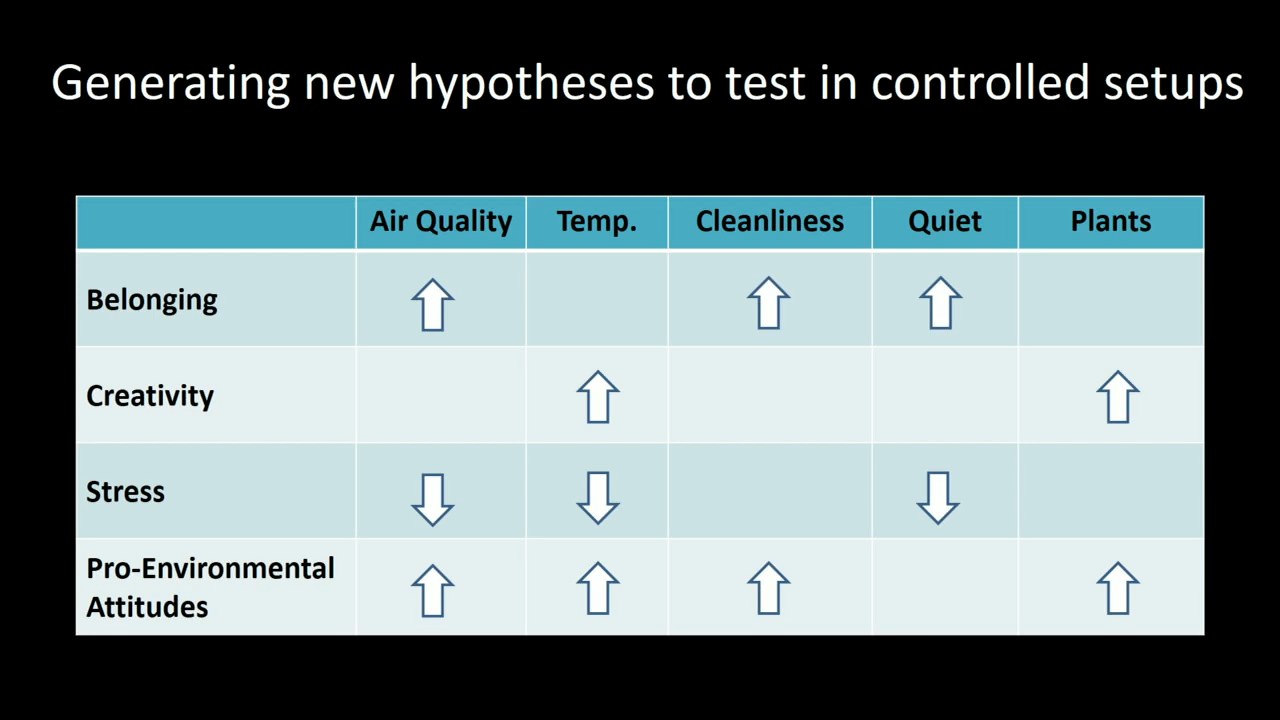 Generating new hypotheses to test in controlled setups
Air Quality Temp. Cleanliness Quiet Plants
Belonging
Creativity
Stress
Pro-Environmental
Attitudes